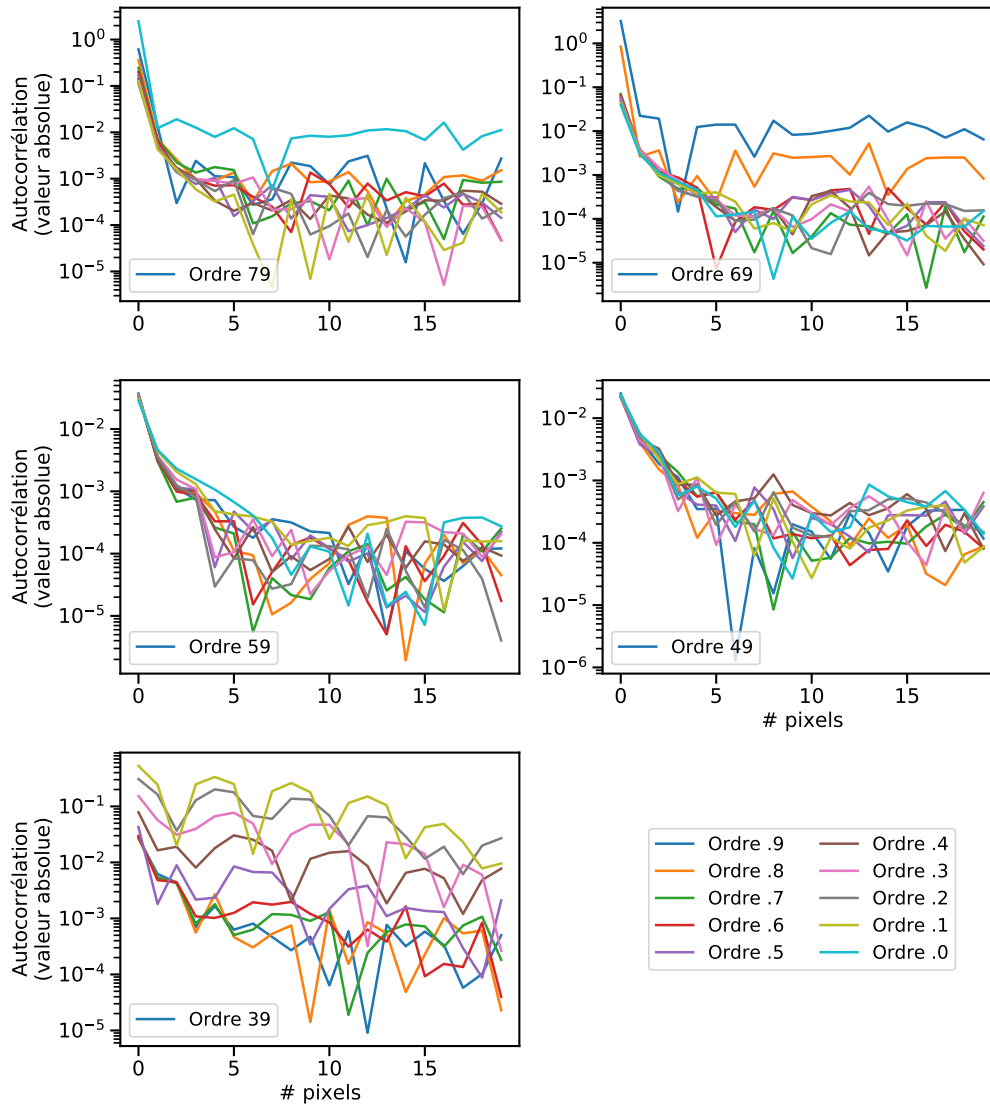 Autocorrélation
(valeur absolue)
10⁰
10⁻¹
10⁻²
10⁻³
10⁻⁴
10⁻⁵
0 5 10 15
Ordre 79
10⁰
10⁻¹
10⁻²
10⁻³
10⁻⁴
10⁻⁵
0 5 10 15
Ordre 69
Autocorrélation
(valeur absolue)
10⁻²
10⁻³
10⁻⁴
10⁻⁵
0 5 10 15
Ordre 59
10⁻²
10⁻³
10⁻⁴
10⁻⁵
10⁻⁶
0 5 10 15
Ordre 49
# pixels
Autocorrélation
(valeur absolue)
10⁻¹
10⁻²
10⁻³
10⁻⁴
10⁻⁵
0 5 10 15
Ordre 39
# pixels
Ordre .9
Ordre .8
Ordre .7
Ordre .6
Ordre .5
Ordre .4
Ordre .3
Ordre .2
Ordre .1
Ordre .0